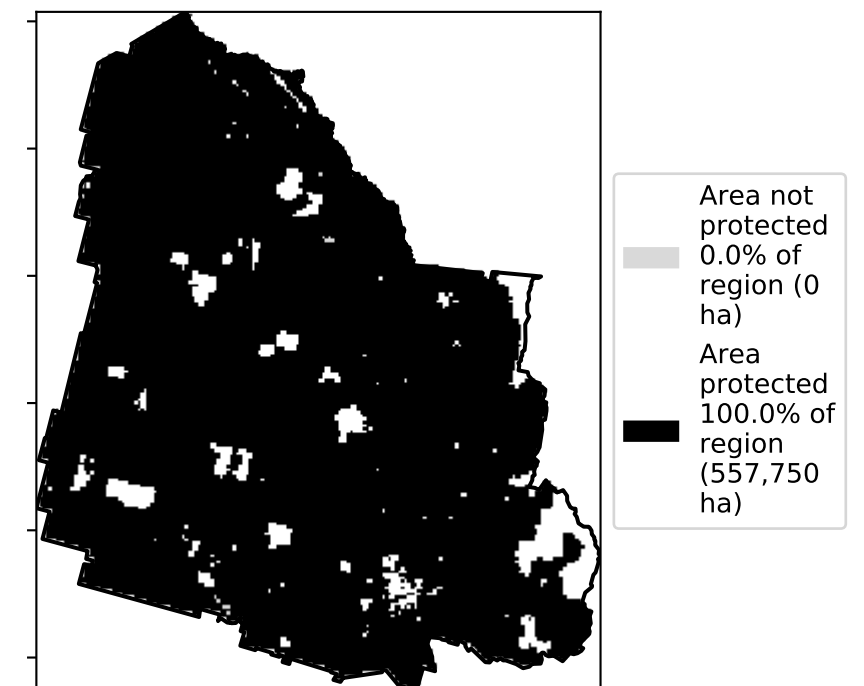 Area not
protected
0.0% of
region (0
ha)
Area
protected
100.0% of
region
(557,750
ha)